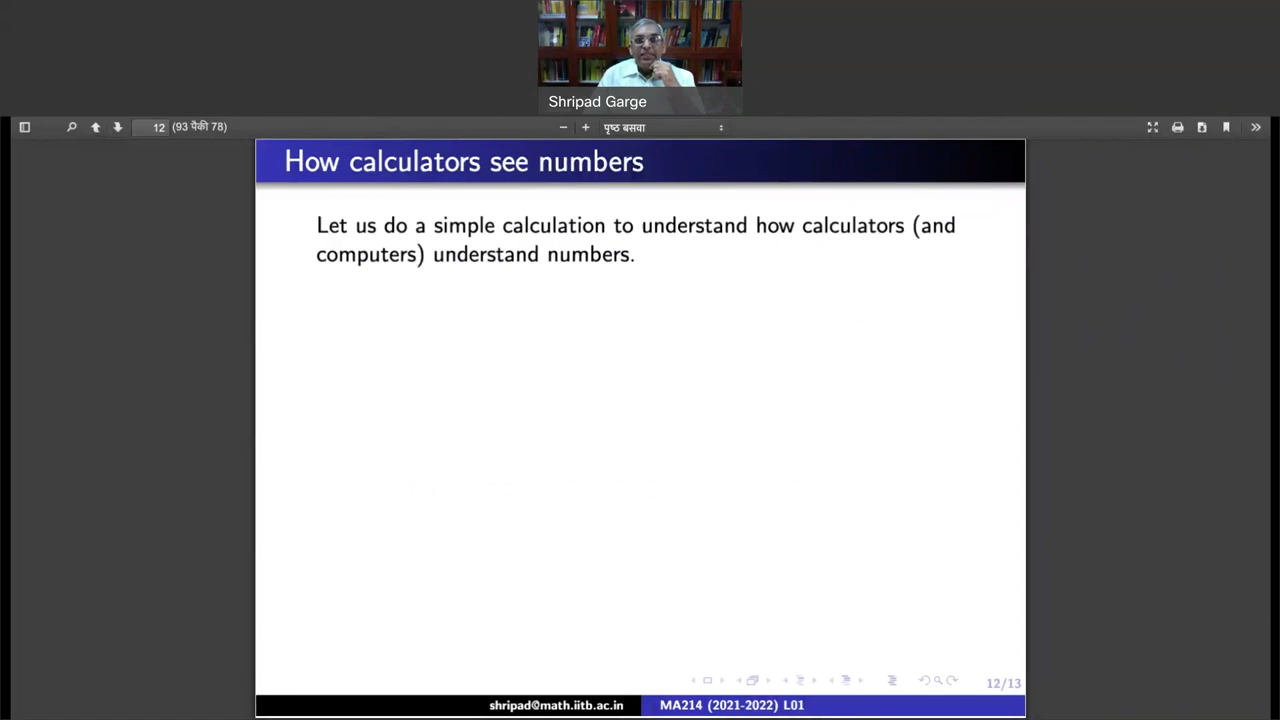 Shripad Garge
12 (93 पैकी 78)
पृष्ठ बसवा
How calculators see numbers
Let us do a simple calculation to understand how calculators (and
computers) understand numbers.
12/13
shripad@math.iitb.ac.in MA214 (2021-2022) L01